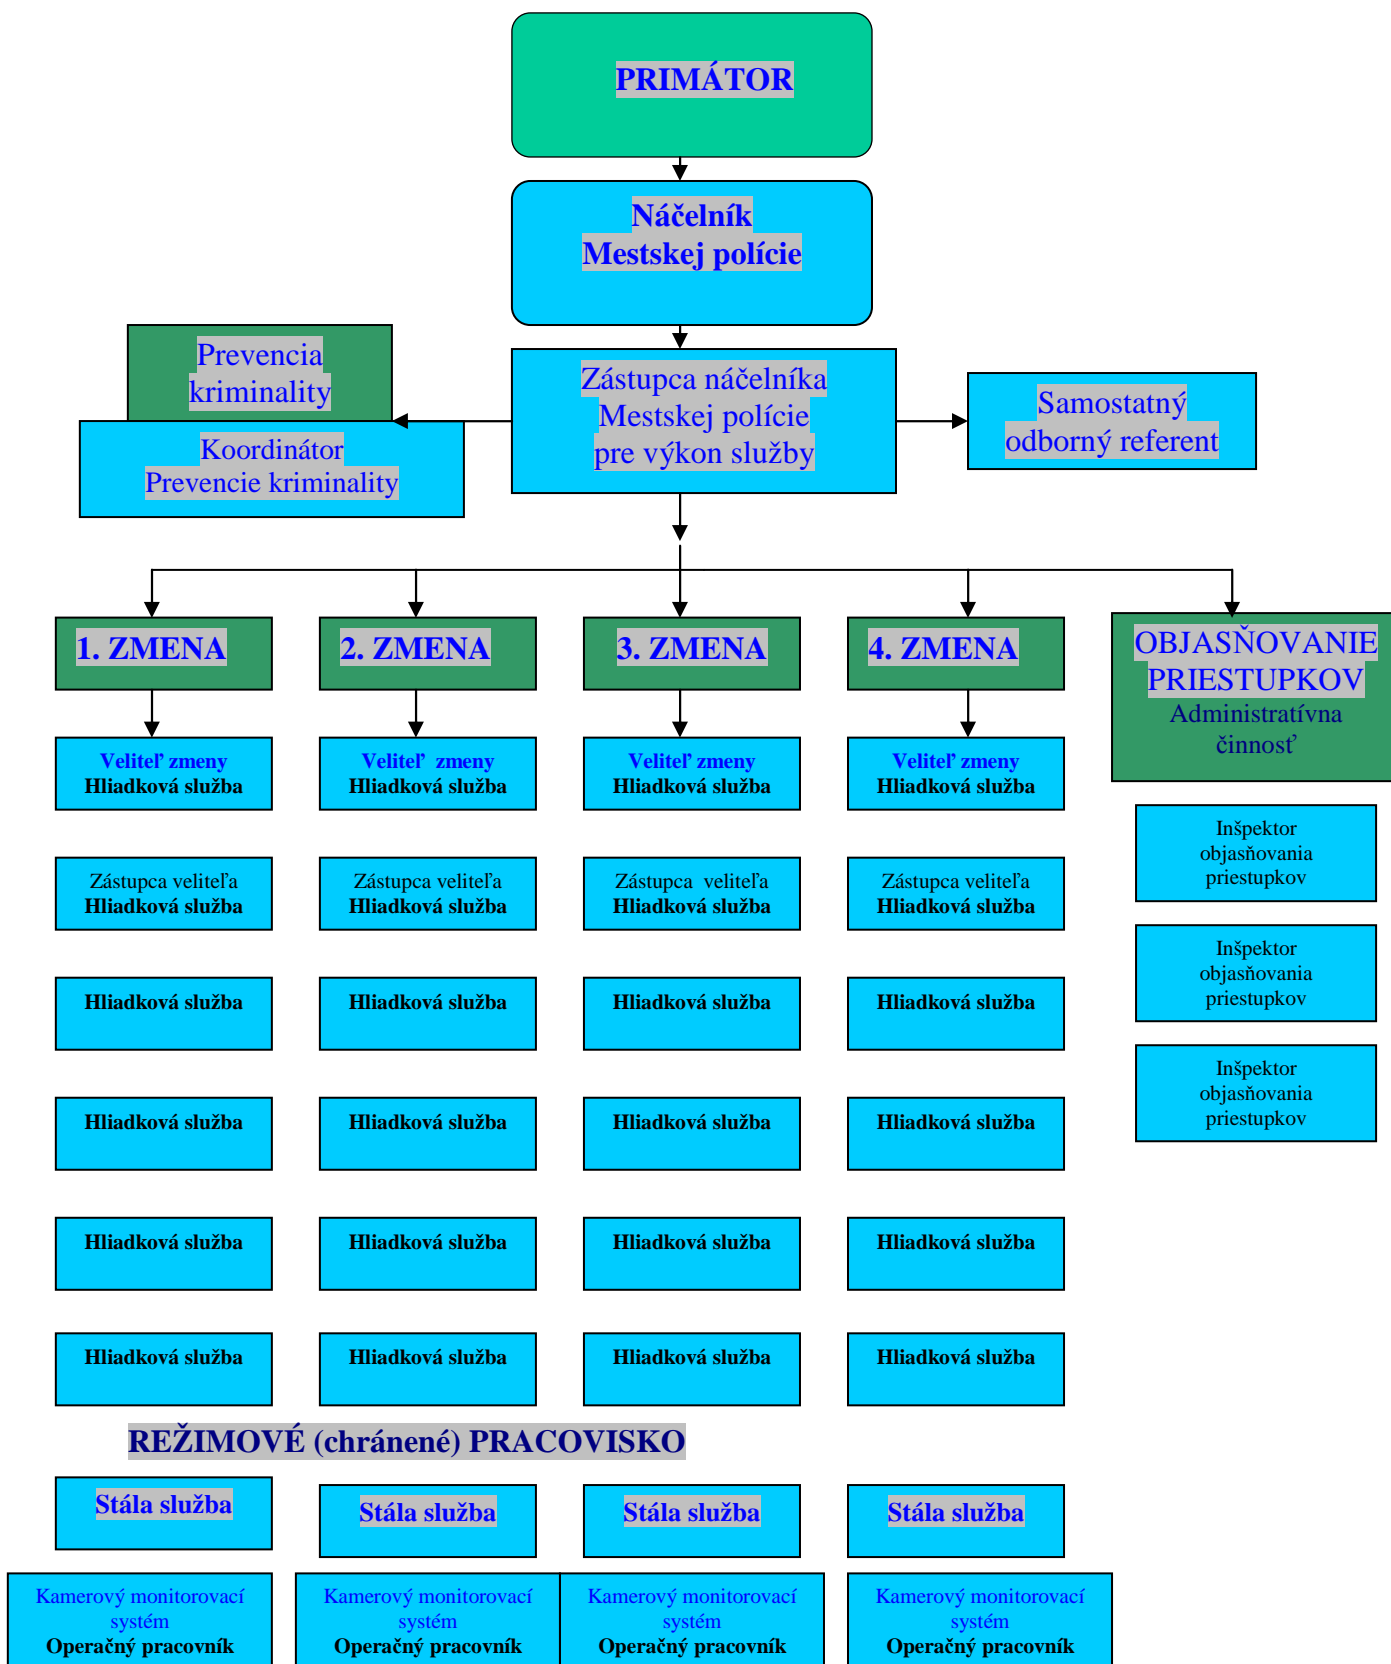 PRIMÁTOR
Náčelník
Mestskej polície
Prevencia
kriminality
Koordinátor
Prevencie kriminality
Zástupca náčelníka
Mestskej polície
pre výkon služby
Samostatný
odborný referent
1. ZMENA
2. ZMENA
3. ZMENA
4. ZMENA
OBJASŇOVANIE
PRIESTUPKOV
Administratívna
činnosť
Veliteľ zmeny
Hliadková služba
Veliteľ zmeny
Hliadková služba
Veliteľ zmeny
Hliadková služba
Veliteľ zmeny
Hliadková služba
Inšpektor
objasňovania
priestupkov
Zástupca veliteľa
Hliadková služba
Zástupca veliteľa
Hliadková služba
Zástupca veliteľa
Hliadková služba
Zástupca veliteľa
Hliadková služba
Inšpektor
objasňovania
priestupkov
Hliadková služba
Hliadková služba
Hliadková služba
Hliadková služba
Inšpektor
objasňovania
priestupkov
Hliadková služba
Hliadková služba
Hliadková služba
Hliadková služba
Hliadková služba
Hliadková služba
Hliadková služba
Hliadková služba
Hliadková služba
Hliadková služba
Hliadková služba
Hliadková služba
REŽIMOVÉ (chránené) PRACOVISKO
Stála služba
Stála služba
Stála služba
Stála služba
Kamerový monitorovací
systém
Operačný pracovník
Kamerový monitorovací
systém
Operačný pracovník
Kamerový monitorovací
systém
Operačný pracovník
Kamerový monitorovací
systém
Operačný pracovník